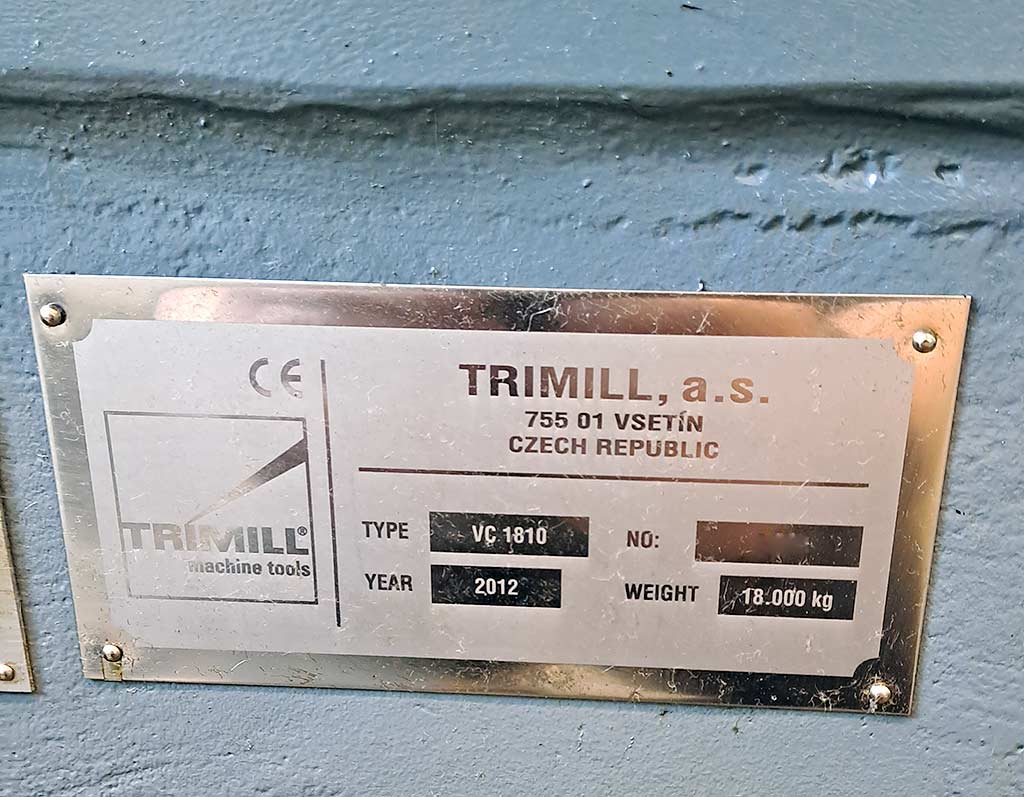 CE
TRIMILL®
machine tools
TRIMILL, a.s.
755 01 VSETÍN
CZECH REPUBLIC
TYPE VC 1810 NO:
YEAR 2012 WEIGHT 18.000 kg